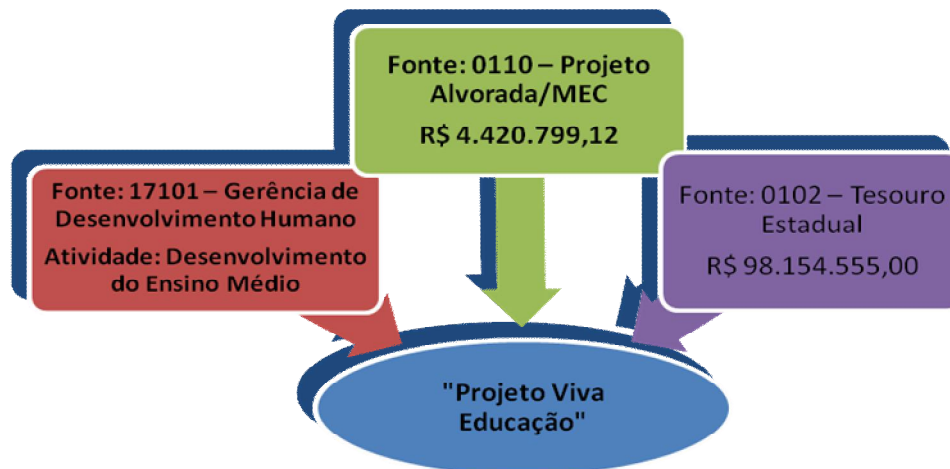 Fonte: 0110 – Projeto
Alvorada/MEC
R$ 4.420.799,12
Fonte: 17101 – Gerência de
Desenvolvimento Humano
Atividade: Desenvolvimento
do Ensino Médio
Fonte: 0102 – Tesouro
Estadual
R$ 98.154.555,00
"Projeto Viva
Educação"